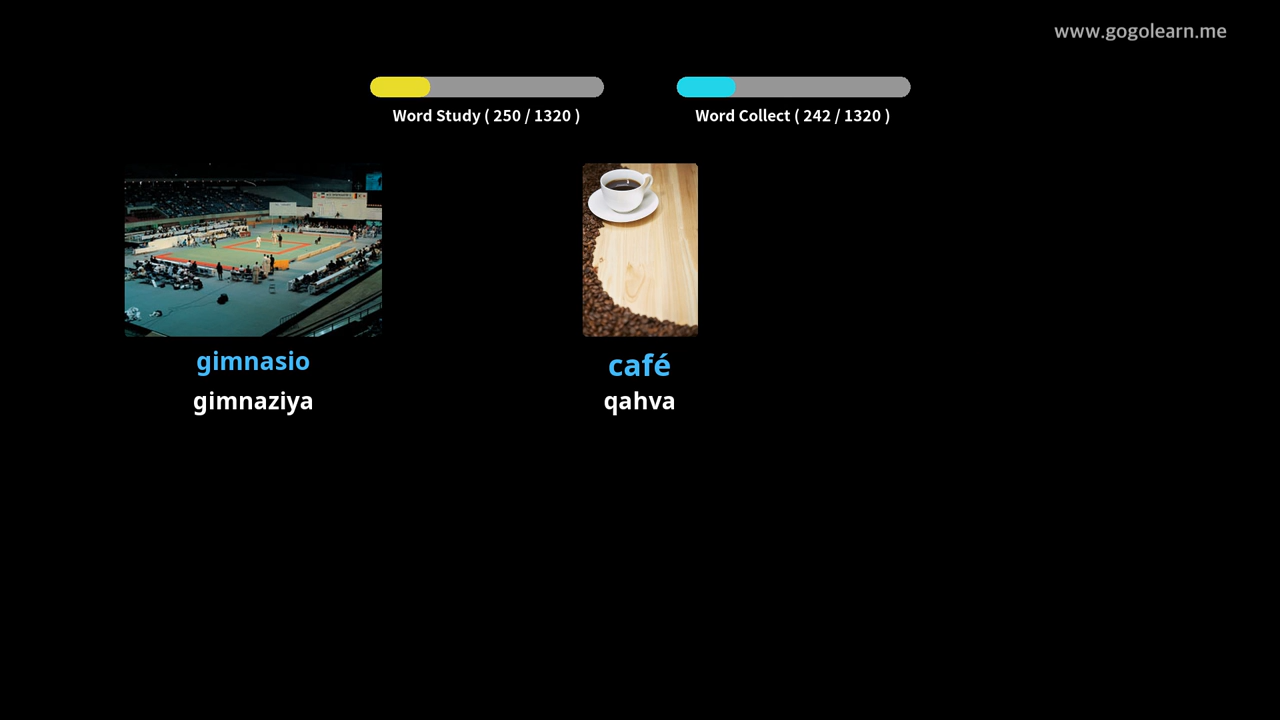 www.gogolearn.me
Word Study ( 250 / 1320 )
Word Collect ( 242 / 1320 )
gimnasio
gimnaziya
café
qahva